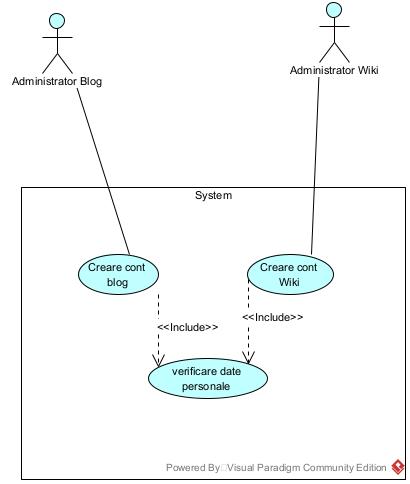 Administrator Blog
Administrator Wiki
System
Creare cont
blog
Creare cont
Wiki
<<Include>>
<<Include>>
verificare date
personale
Powered By Visual Paradigm Community Edition